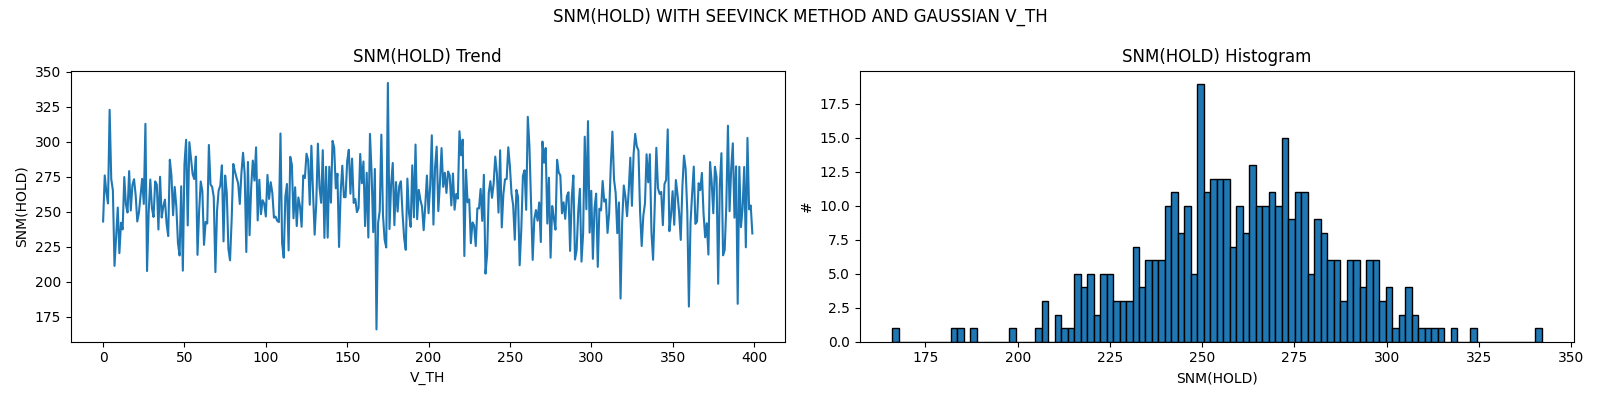 SNM(HOLD) WITH SEEVINCK METHOD AND GAUSSIAN V_TH
SNM(HOLD) Trend
350
325
300
275
250
225
200
175
SNM(HOLD)
0 50 100 150 200 250 300 350 400
V_TH
SNM(HOLD) Histogram
17.5
15.0
12.5
10.0
7.5
5.0
2.5
0.0
#
175 200 225 250 275 300 325 350
SNM(HOLD)